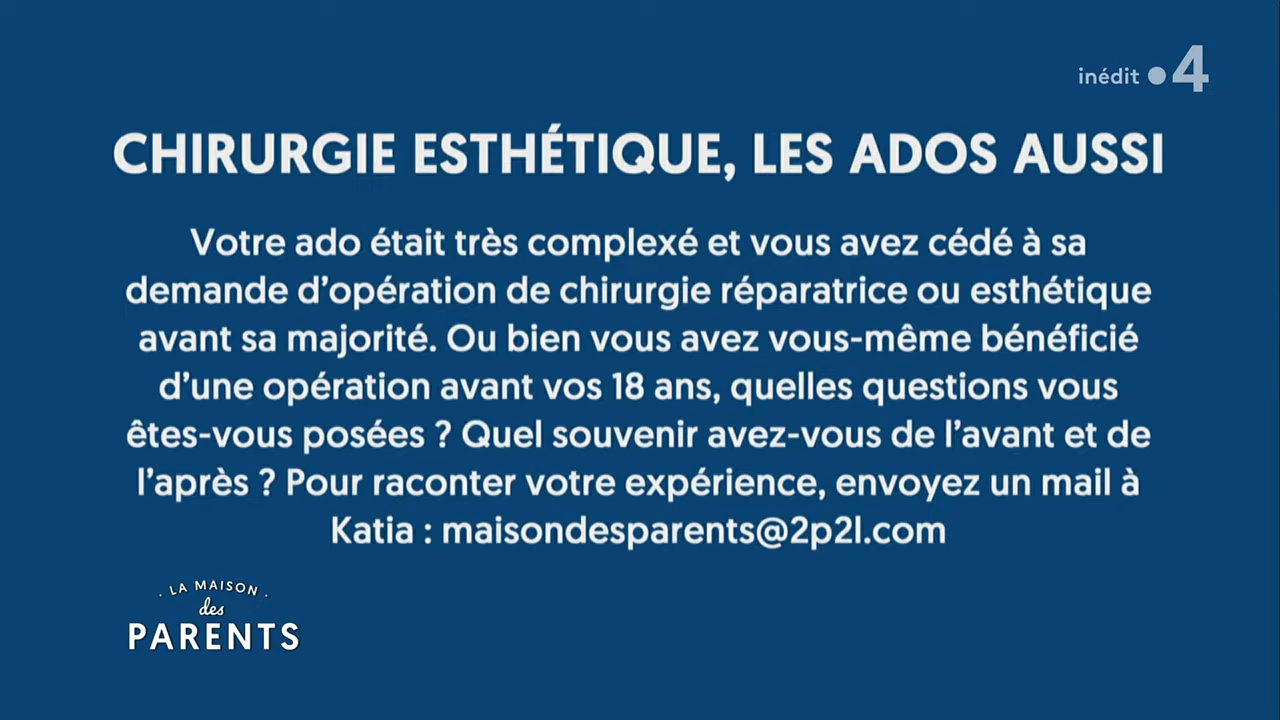 inédit 4
CHIRURGIE ESTHÉTIQUE, LES ADOS AUSSI
Votre ado était très complexé et vous avez cédé à sa
demande d'opération de chirurgie réparatrice ou esthétique
avant sa majorité. Ou bien vous avez vous-même bénéficié
d'une opération avant vos 18 ans, quelles questions vous
êtes-vous posées ? Quel souvenir avez-vous de l'avant et de
l'après ? Pour raconter votre expérience, envoyez un mail à
Katia : maisondesparents@2p2l.com
· LA MAISON ·
des
PARENTS